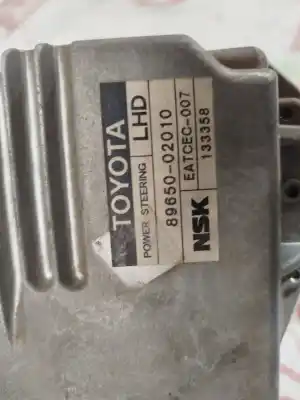 TOYOTA
POWER STEERING LHD
89650-02010
EATCEC-007
NSK 133358